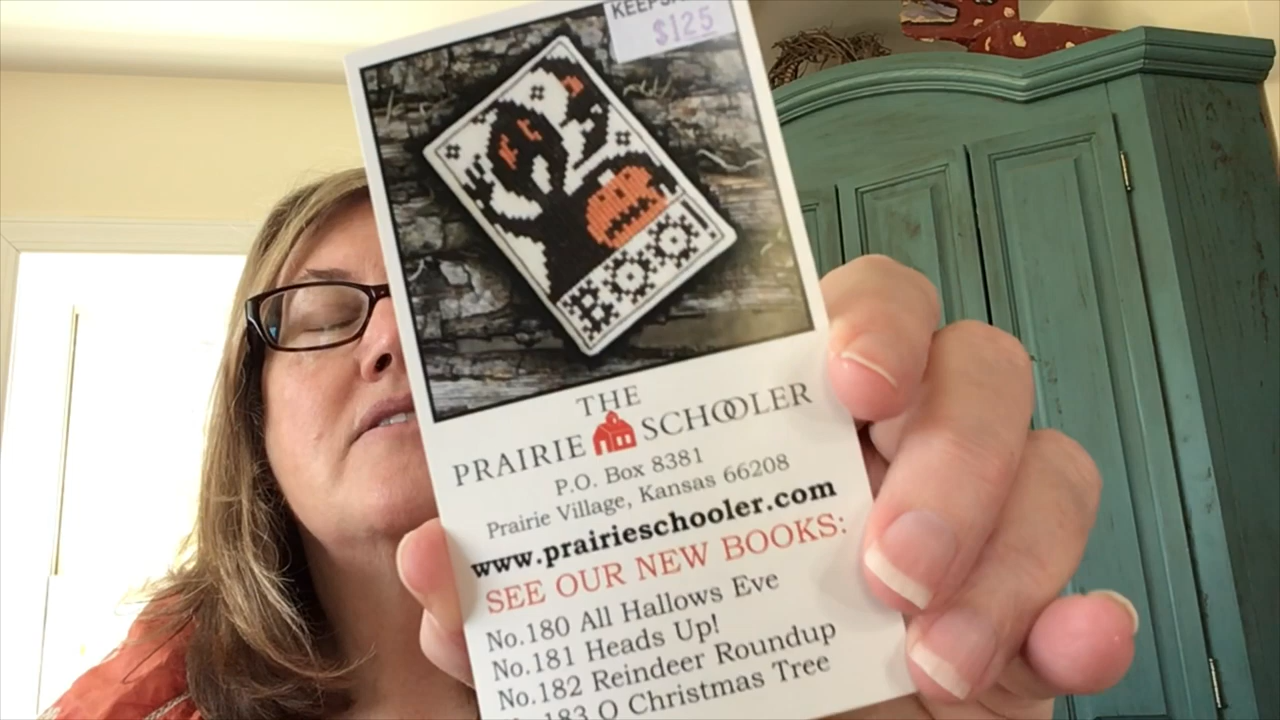 $125
BOO!
THE
PRAIRIE SCHOOLER
P.O. Box 8381
Prairie Village, Kansas 66208
www.prairieschooler.com
SEE OUR NEW BOOKS:
No.180 All Hallows Eve
No.181 Heads Up!
No.182 Reindeer Roundup
O Christmas Tree